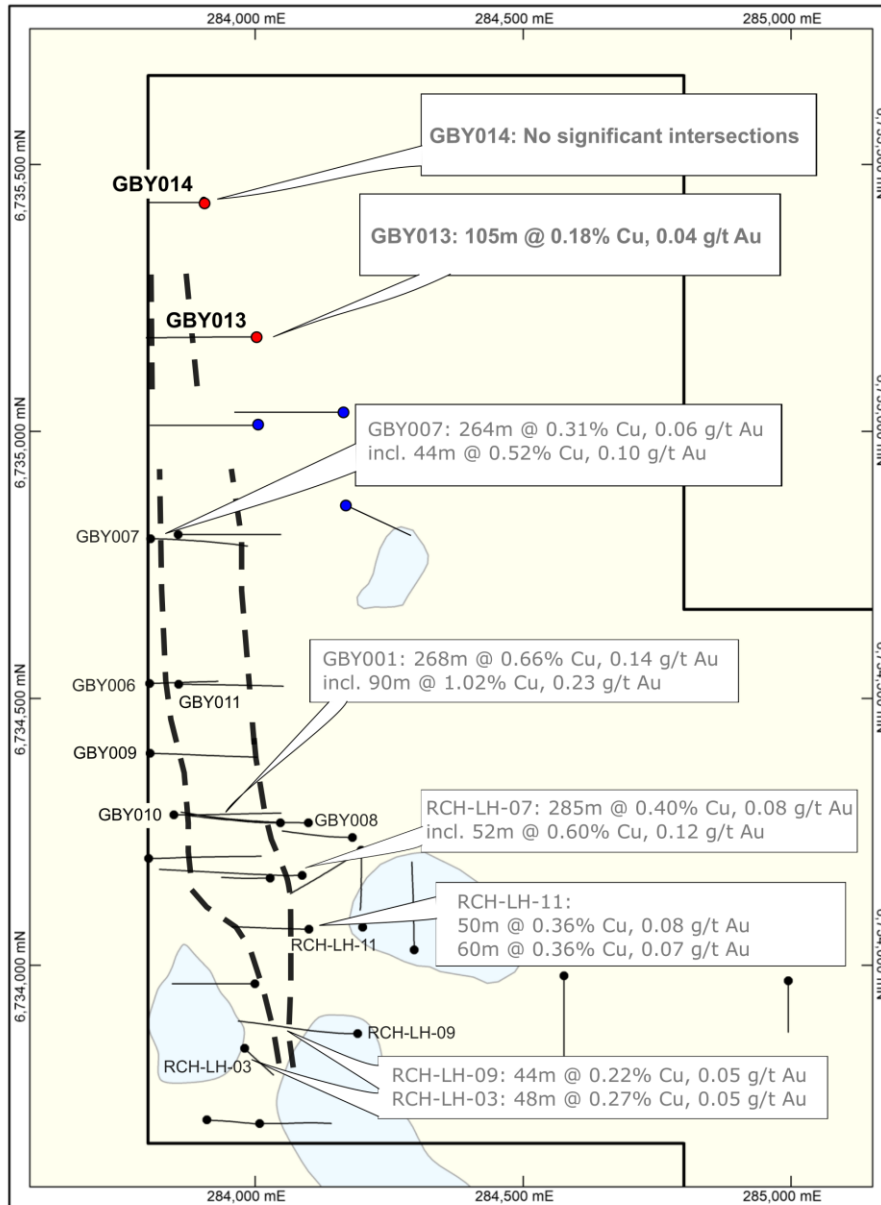 284,000 mE
284,500 mE
285,000 mE
6,735,500 mN
GBY014: No significant intersections
GBY014
GBY013: 105m @ 0.18% Cu, 0.04 g/t Au
GBY013
6,735,000 mN
GBY007: 264m @ 0.31% Cu, 0.06 g/t Au
incl. 44m @ 0.52% Cu, 0.10 g/t Au
GBY007
6,734,500 mN
GBY001: 268m @ 0.66% Cu, 0.14 g/t Au
incl. 90m @ 1.02% Cu, 0.23 g/t Au
GBY006
GBY011
GBY009
GBY010
GBY008
RCH-LH-07: 285m @ 0.40% Cu, 0.08 g/t Au
incl. 52m @ 0.60% Cu, 0.12 g/t Au
RCH-LH-11:
50m @ 0.36% Cu, 0.08 g/t Au
60m @ 0.36% Cu, 0.07 g/t Au
RCH-LH-11
6,734,000 mN
RCH-LH-09
RCH-LH-03
RCH-LH-09: 44m @ 0.22% Cu, 0.05 g/t Au
RCH-LH-03: 48m @ 0.27% Cu, 0.05 g/t Au
284,000 mE
284,500 mE
285,000 mE